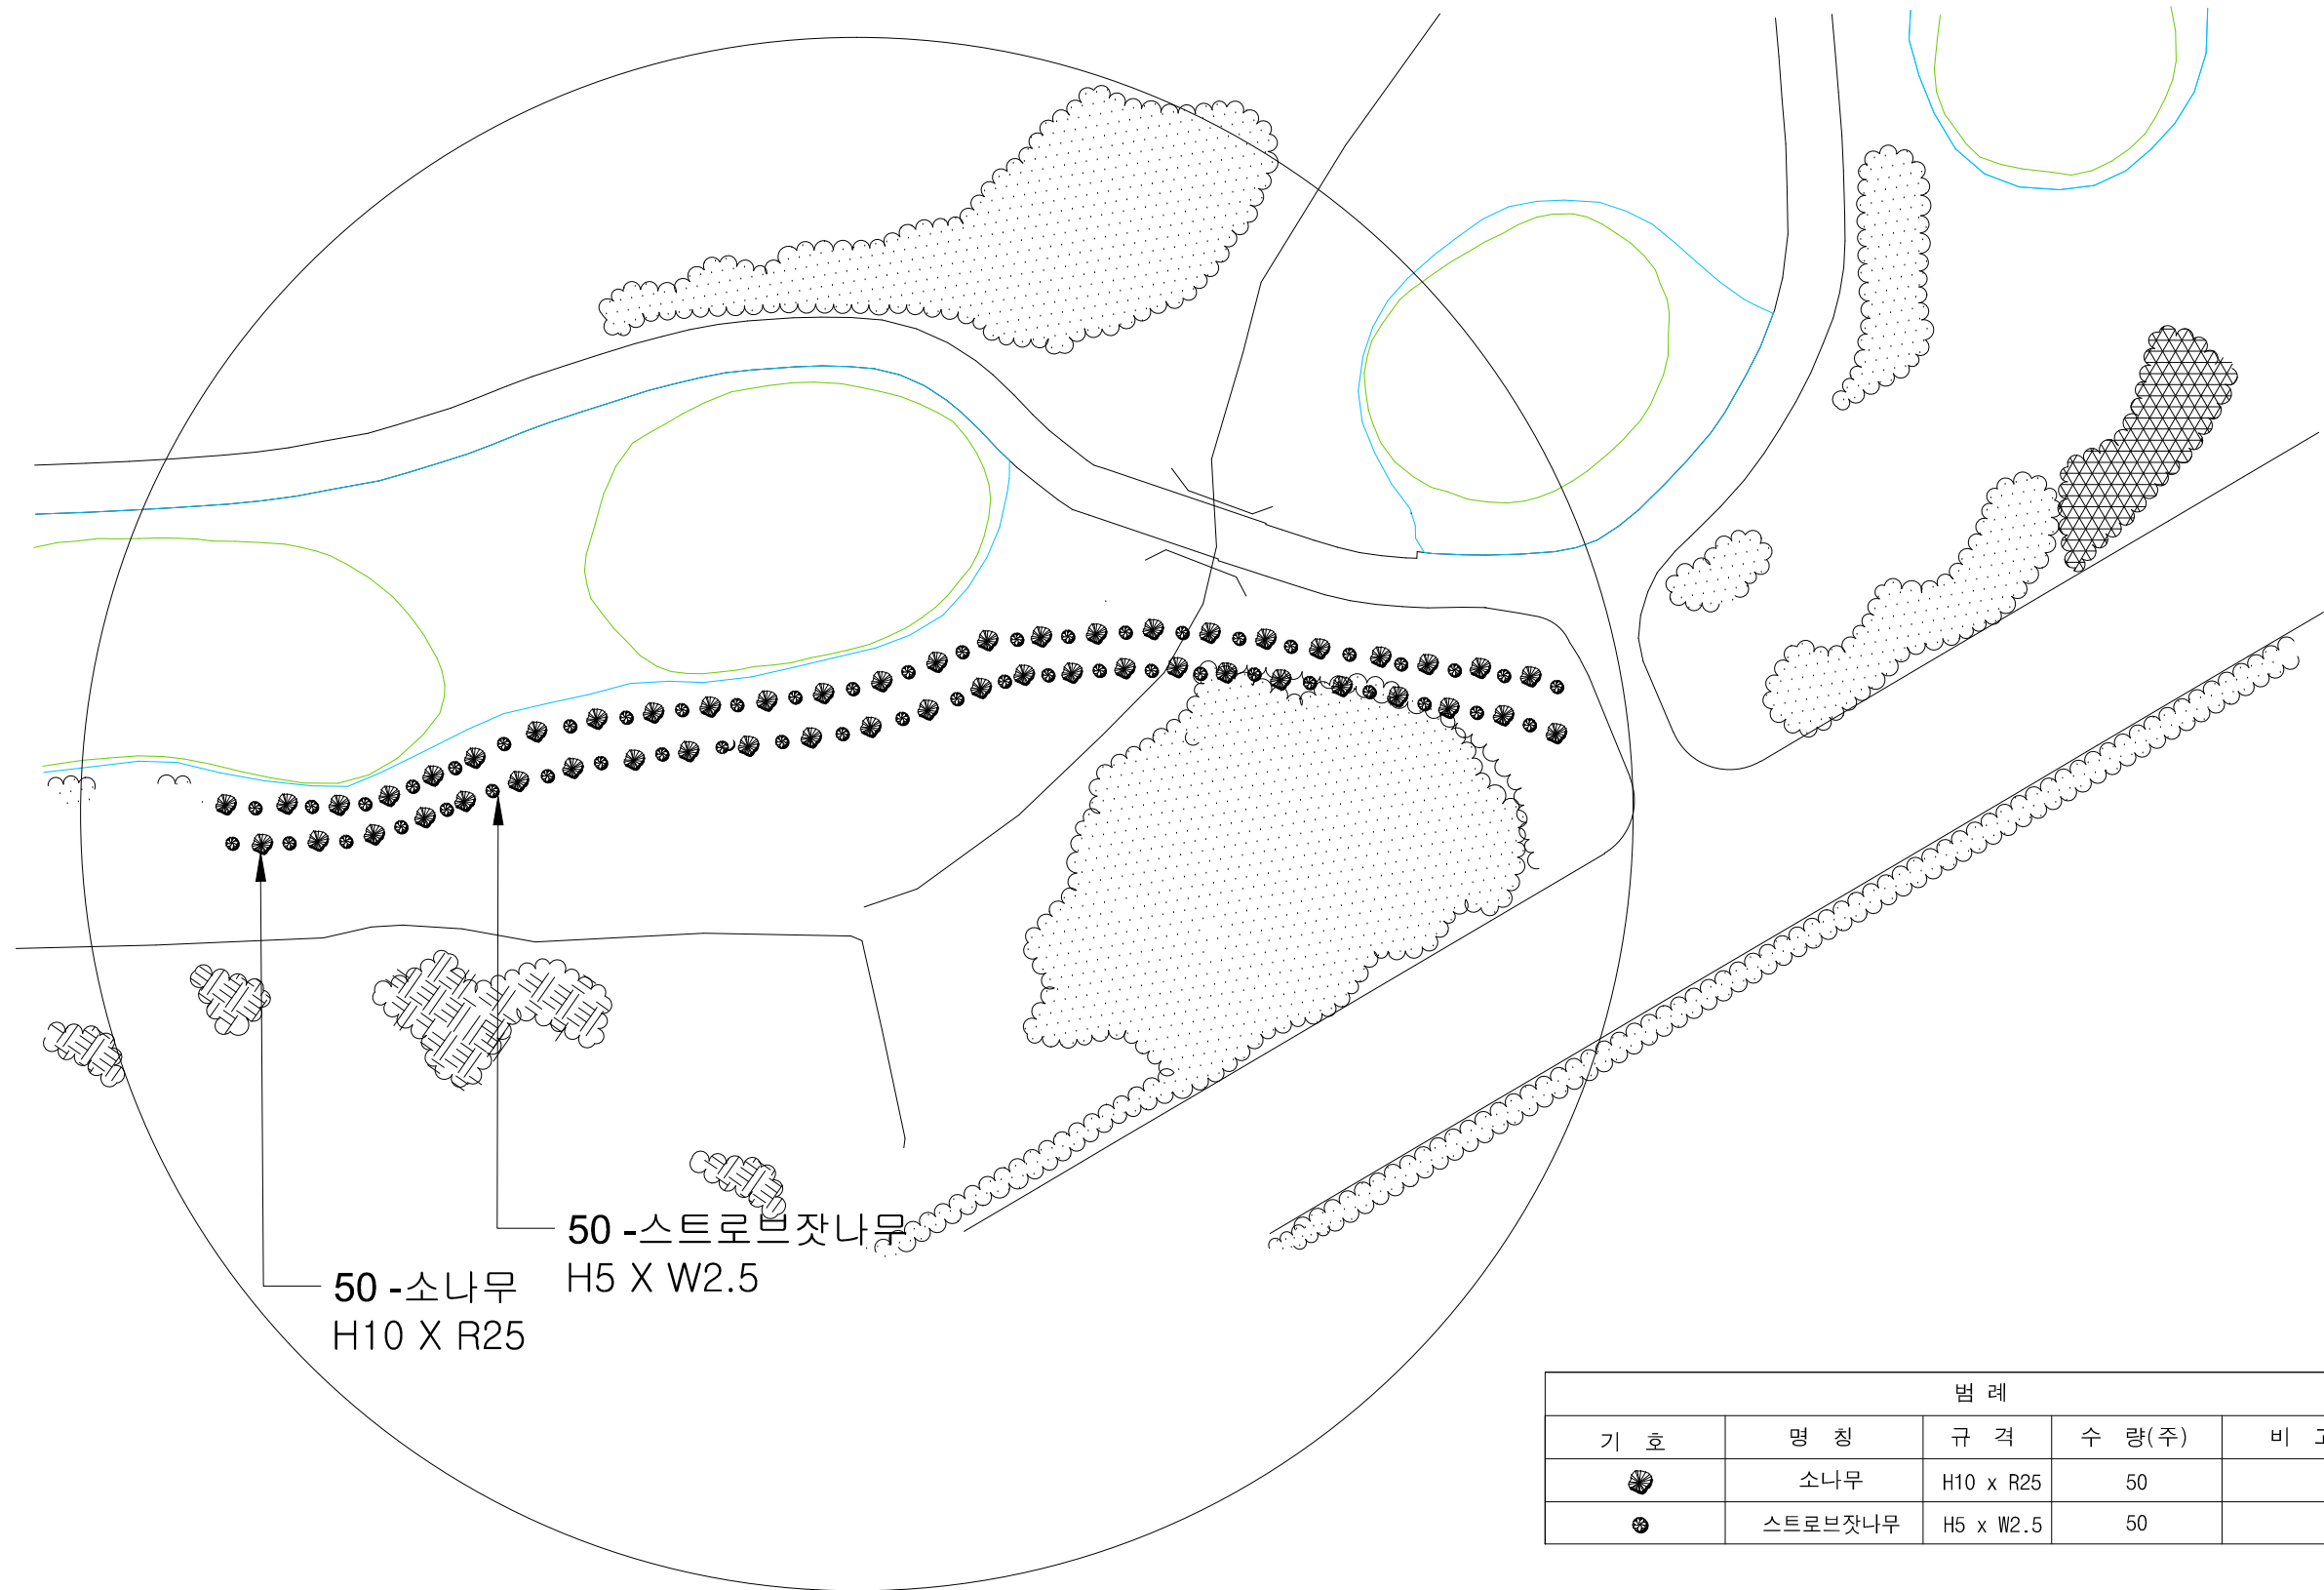 50 -스트로브잣나무
H5 X W2.5
50 -소나무
H10 X R25
범 례
기 호 명 칭 규 격 수 량(주) 비
소나무 H10 x R25 50
스트로브잣나무 H5 x W2.5 50